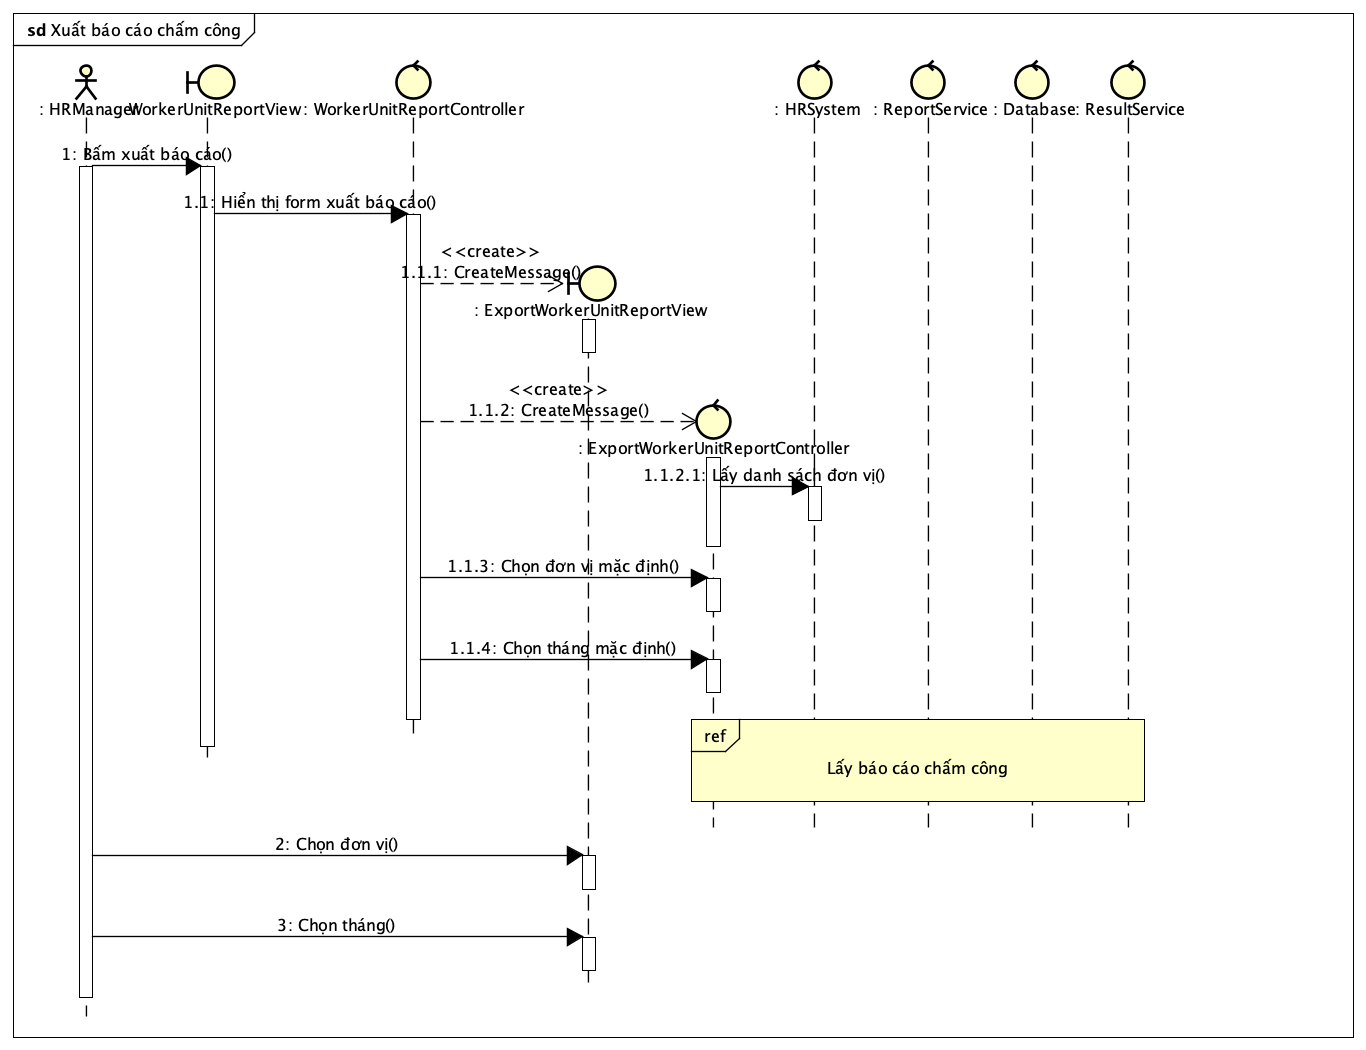 sd Xuất báo cáo chấm công
: HRManager
WorkerUnitReportView
: WorkerUnitReportController
: HRSystem
: ReportService
: Database
: ResultService
1: Bấm xuất báo cáo()
1.1: Hiển thị form xuất báo cáo()
<<create>>
1.1.1: CreateMessage()
: ExportWorkerUnitReportView
<<create>>
1.1.2: CreateMessage()
: ExportWorkerUnitReportController
1.1.2.1: Lấy danh sách đơn vị()
1.1.3: Chọn đơn vị mặc định()
1.1.4: Chọn tháng mặc định()
ref
Lấy báo cáo chấm công
2: Chọn đơn vị()
3: Chọn tháng()